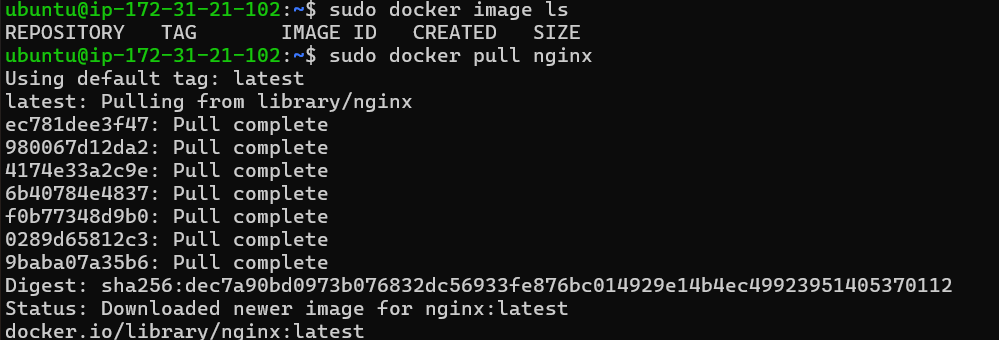 ubuntu@ip-172-31-21-102:~$ sudo docker image ls
REPOSITORY   TAG       IMAGE ID   CREATED   SIZE
ubuntu@ip-172-31-21-102:~$ sudo docker pull nginx
Using default tag: latest
latest: Pulling from library/nginx
ec781dee3f47: Pull complete
980067d12da2: Pull complete
4174e33a2c9e: Pull complete
6b40784e4837: Pull complete
f0b77348d9b0: Pull complete
0289d65812c3: Pull complete
9baba07a35b6: Pull complete
Digest: sha256:dec7a90bd0973b076832dc56933fe876bc014929e14b4ec49923951405370112
Status: Downloaded newer image for nginx:latest
docker.io/library/nginx:latest